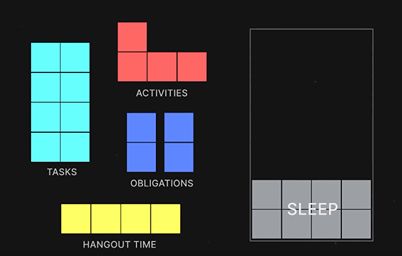 ACTIVITIES
TASKS
OBLIGATIONS
SLEEP
HANGOUT TIME